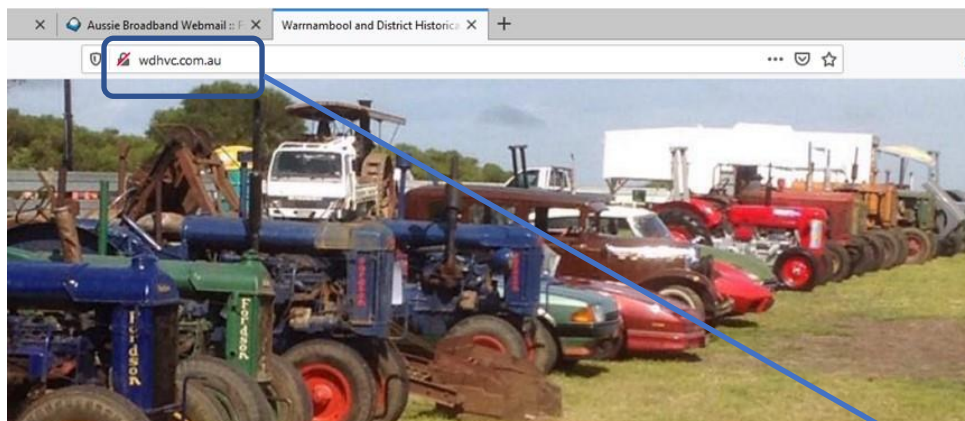 Aussie Broadband Webmail :: F
Warrnambool and District Historica
wdhvc.com.au
Fordson
Fordson